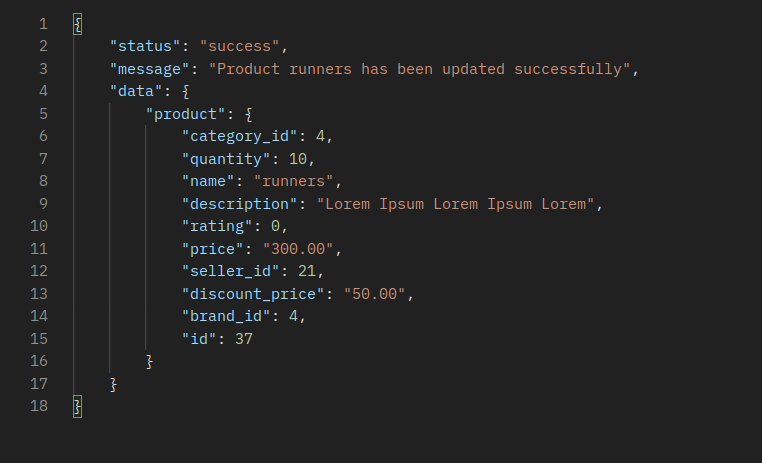 1 {
2 "status": "success",
3 "message": "Product runners has been updated successfully",
4 "data": {
5 "product": {
6 "category_id": 4,
7 "quantity": 10,
8 "name": "runners",
9 "description": "Lorem Ipsum Lorem Ipsum Lorem",
10 "rating": 0,
11 "price": "300.00",
12 "seller_id": 21,
13 "discount_price": "50.00",
14 "brand_id": 4,
15 "id": 37
16 }
17 }
18 }